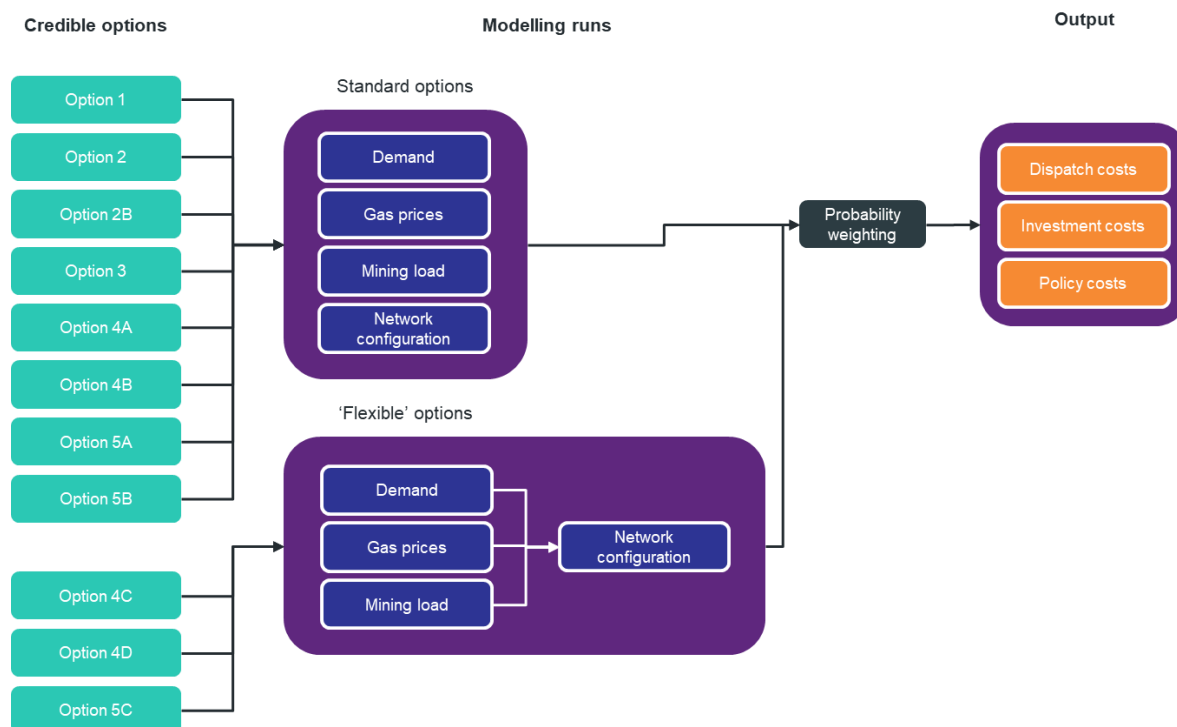 Credible options
Modelling runs
Output
Standard options
Option 1
Option 2
Option 2B
Option 3
Option 4A
Option 4B
Option 5A
Option 5B
Demand
Gas prices
Mining load
Network
configuration
Probability
weighting
Dispatch costs
Investment costs
Policy costs
‘Flexible’ options
Option 4C
Option 4D
Option 5C
Demand
Gas prices
Mining load
Network
configuration